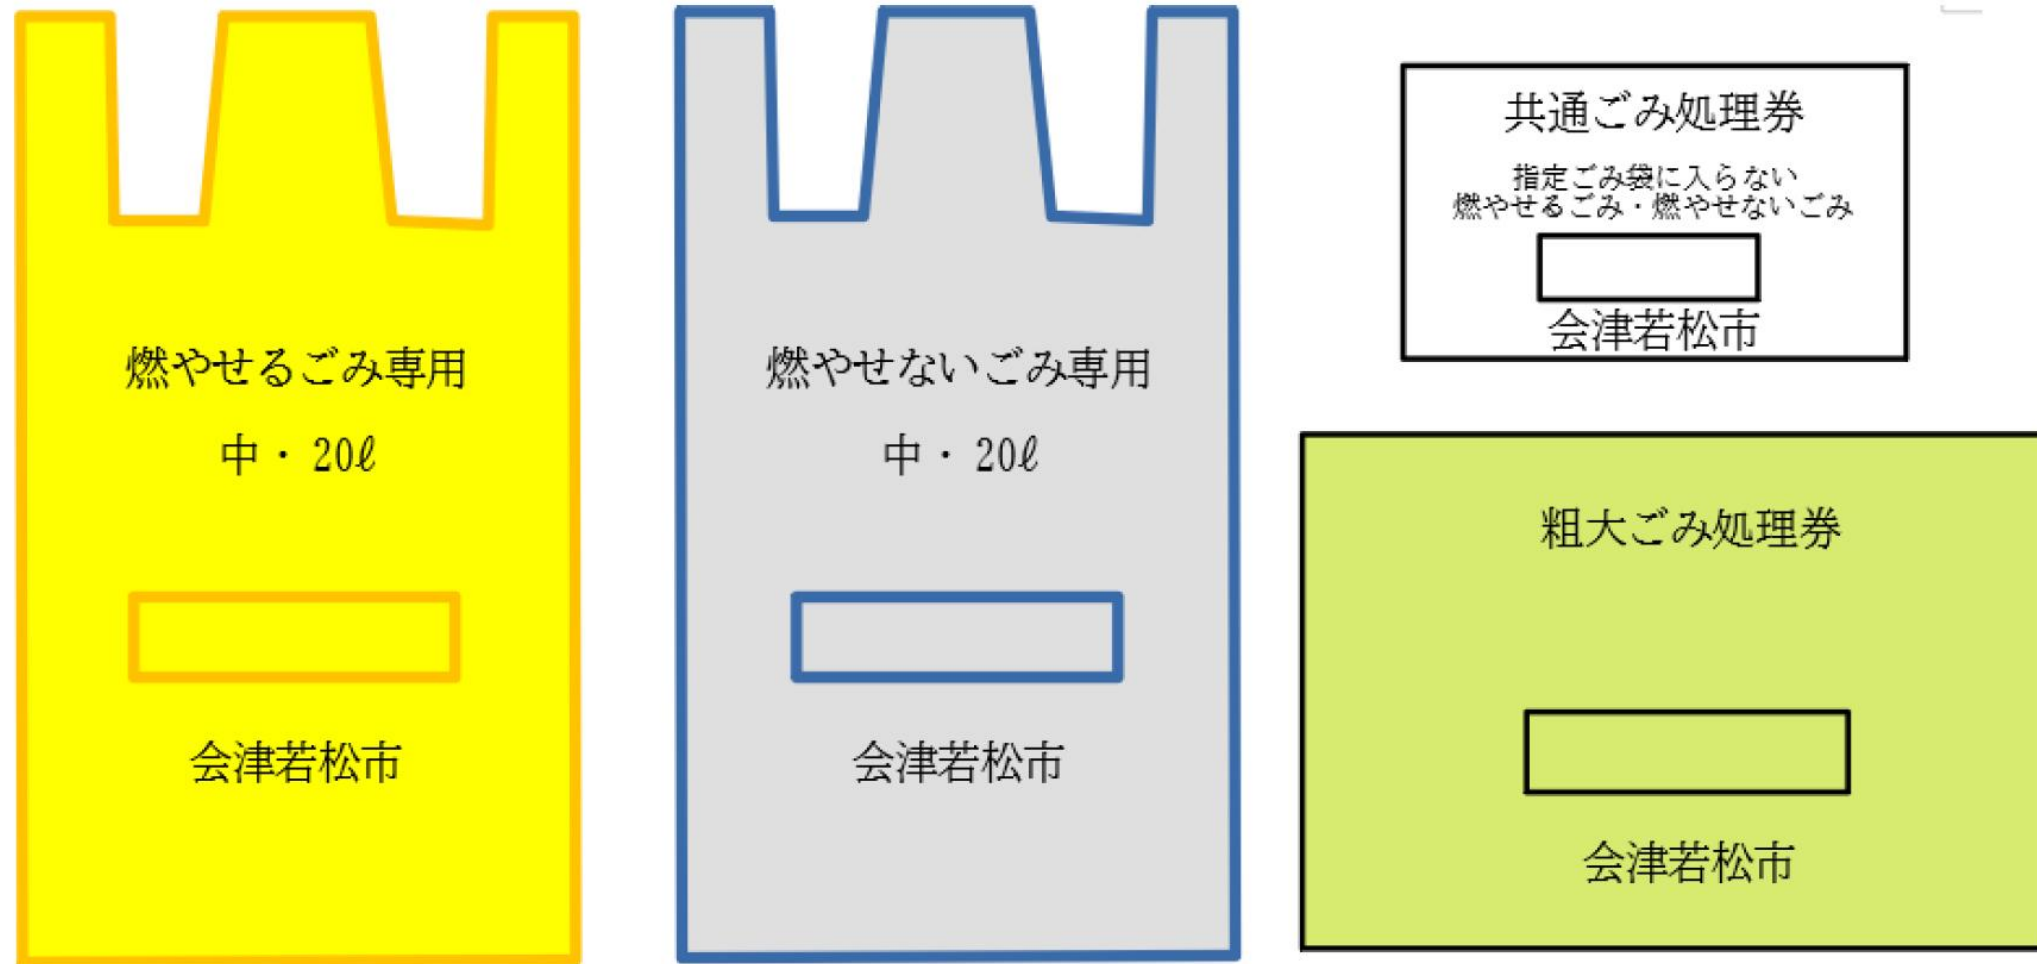 燃やせるごみ専用
中・20ℓ
会津若松市
燃やせないごみ専用
中・20ℓ
会津若松市
共通ごみ処理券
指定ごみ袋に入らない
燃やせるごみ・燃やせないごみ
会津若松市
粗大ごみ処理券
会津若松市